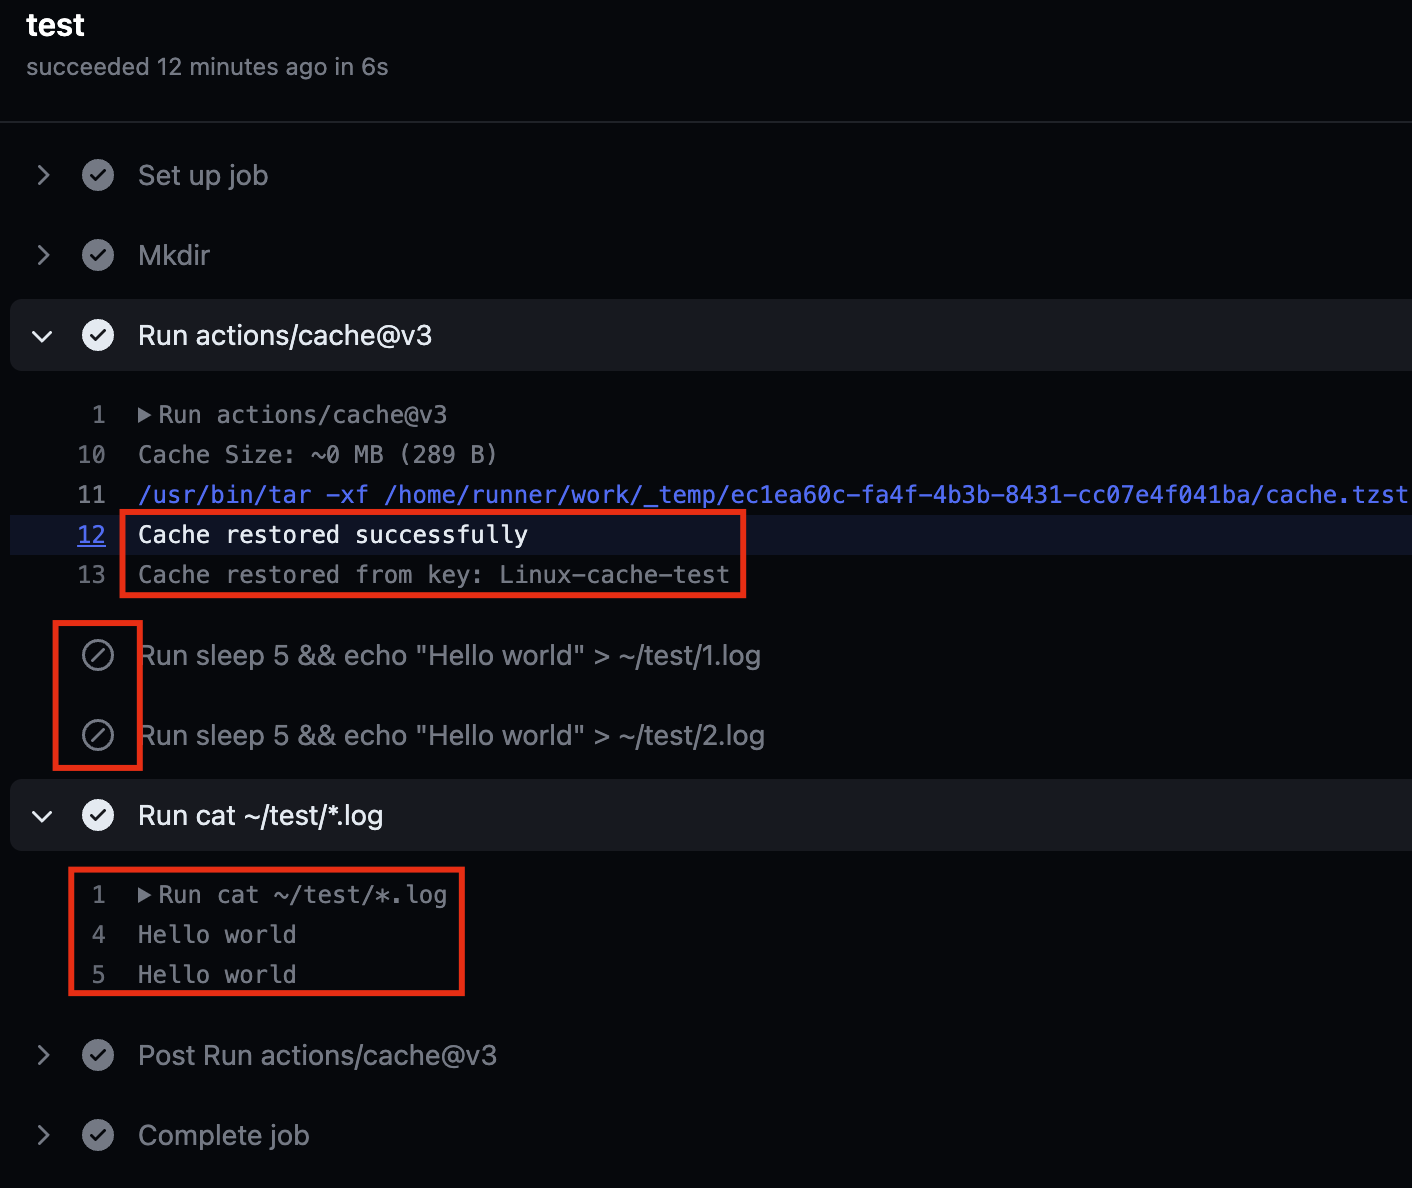 test
succeeded 12 minutes ago in 6s
Set up job
Mkdir
Run actions/cache@v3
1 Run actions/cache@v3
10 Cache Size: ~0 MB (289 B)
11 /usr/bin/tar -xf /home/runner/work/_temp/ec1ea60c-fa4f-4b3b-8431-cc07e4f041ba/cache.tzst
12 Cache restored successfully
13 Cache restored from key: Linux-cache-test
Run sleep 5 && echo "Hello world" > ~/test/1.log
Run sleep 5 && echo "Hello world" > ~/test/2.log
Run cat ~/test/*.log
1 Run cat ~/test/*.log
4 Hello world
5 Hello world
Post Run actions/cache@v3
Complete job